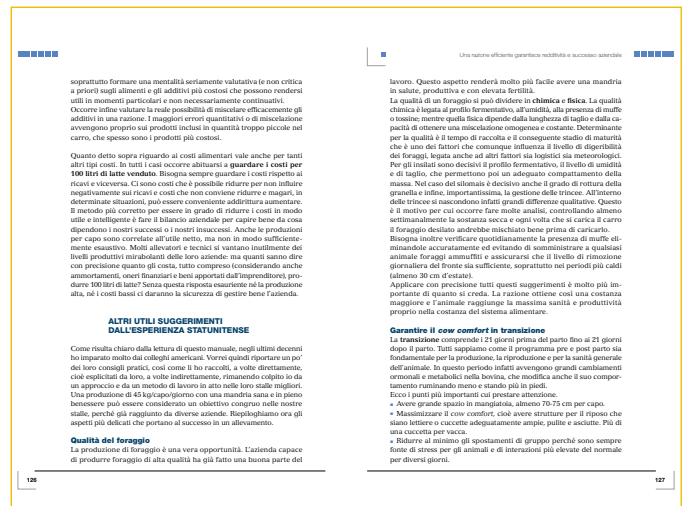 soprattutto formare una mentalità seriamente valutativa (e non critica
a priori) sugli alimenti e gli additivi più costosi che possono rendersi
utili in momenti particolari e non necessariamente continuativi.
Occorre infine valutare la reale possibilità di miscelare efficacemente gli
additivi in una razione. I maggiori errori quantitativi o di miscelazione
avvengono proprio sui prodotti inclusi in quantità troppo piccole nel
carro, che spesso sono i prodotti più costosi.
Quanto detto sopra riguardo ai costi alimentari vale anche per tanti
altri tipi costi. In tutti i casi occorre abituarsi a guardare i costi per
100 litri di latte venduto. Bisogna sempre guardare i costi rispetto ai
ricavi e viceversa. Ci sono costi che è possibile ridurre per non influire
negativamente sui ricavi e costi che non conviene ridurre e magari, in
determinate situazioni, può essere conveniente addirittura aumentare.
Il metodo più corretto per essere in grado di ridurre i costi in modo
utile e intelligente è fare il bilancio aziendale per capire bene da cosa
dipendono i nostri successi o i nostri insuccessi. Anche le produzioni
per capo sono correlate all'utile netto, ma non in modo sufficiente-
mente esaustivo. Molti allevatori e tecnici si vantano inutilmente dei
livelli produttivi mirabolanti delle loro aziende: ma quanti sanno dire
con precisione quanto gli costa, tutto compreso (considerando anche
ammortamenti, oneri finanziari e beni apportati dall'imprenditore), pro-
durre 100 litri di latte? Senza questa risposta esauriente né la produzione
alta, né i costi bassi ci daranno la sicurezza di gestire bene l'azienda.
ALTRI UTILI SUGGERIMENTI
DALL'ESPERIENZA STATUNITENSE
Come risulta chiaro dalla lettura di questo manuale, negli ultimi decenni
ho imparato molto dai colleghi americani. Vorrei quindi riportare un po'
dei loro consigli pratici, così come li ho raccolti, a volte direttamente,
cioè esplicitati da loro, a volte indirettamente, rimanendo colpito io da
un approccio e da un metodo di lavoro in atto nelle loro stalle migliori.
Una produzione di 45 kg/capo/giorno con una mandria sana e in pieno
benessere può essere considerato un obiettivo congruo nelle nostre
stalle, perché già raggiunto da diverse aziende. Riepiloghiamo ora gli
aspetti più delicati che portano al successo in un allevamento.
Qualità del foraggio
La produzione di foraggio è una vera opportunità. L'azienda capace
di produrre foraggio di alta qualità ha già fatto una buona parte del
126
Una razione efficiente garantisce redditività e successo aziendale
lavoro. Questo aspetto renderà molto più facile avere una mandria
in salute, produttiva e con elevata fertilità.
La qualità di un foraggio si può dividere in chimica e fisica. La qualità
chimica è legata al profilo fermentativo, all'umidità, alla presenza di muffe
o tossine; mentre quella fisica dipende dalla lunghezza di taglio e dalla ca-
pacità di ottenere una miscelazione omogenea e costante. Determinante
per la qualità è il tempo di raccolta e il conseguente stadio di maturità
che è uno dei fattori che comunque influenza il livello di digeribilità
dei foraggi, legata anche ad altri fattori sia logistici sia meteorologici.
Per gli insilati sono decisivi il profilo fermentativo, il livello di umidità
e di taglio, che permettono poi un adeguato compattamento della
massa. Nel caso del silomais è decisivo anche il grado di rottura della
granella e infine, importantissima, la gestione delle trincee. All'interno
delle trincee si nascondono infatti grandi differenze qualitative. Questo
è il motivo per cui occorre fare molte analisi, controllando almeno
settimanalmente la sostanza secca e ogni volta che si carica il carro
il foraggio desilato andrebbe mischiato bene prima di caricarlo.
Bisogna inoltre verificare quotidianamente la presenza di muffe eli-
minandole accuratamente ed evitando di somministrare a qualsiasi
animale foraggi ammuffiti e assicurarsi che il livello di rimozione
giornaliera del fronte sia sufficiente, soprattutto nei periodi più caldi
(almeno 30 cm d'estate).
Applicare con precisione tutti questi suggerimenti è molto più im-
portante di quanto si creda. La razione ottiene così una costanza
maggiore e l'animale raggiunge la massima sanità e produttività
proprio nella costanza del sistema alimentare.
Garantire il cow comfort in transizione
La transizione comprende i 21 giorni prima del parto fino ai 21 giorni
dopo il parto. Tutti sappiamo come il programma pre e post parto sia
fondamentale per la produzione, la riproduzione e per la sanità generale
dell'animale. In questo periodo infatti avvengono grandi cambiamenti
ormonali e metabolici nella bovina, che modifica anche il suo compor-
tamento ruminando meno e stando più in piedi.
Ecco i punti più importanti cui prestare attenzione.
▪ Avere grande spazio in mangiatoia, almeno 70-75 cm per capo.
▪ Massimizzare il cow comfort, cioè avere strutture per il riposo che
siano lettiere o cuccette adeguatamente ampie, pulite e asciutte. Più di
una cuccetta per vacca.
▪ Ridurre al minimo gli spostamenti di gruppo perché sono sempre
fonte di stress per gli animali e di interazioni più elevate del normale
per diversi giorni.
127